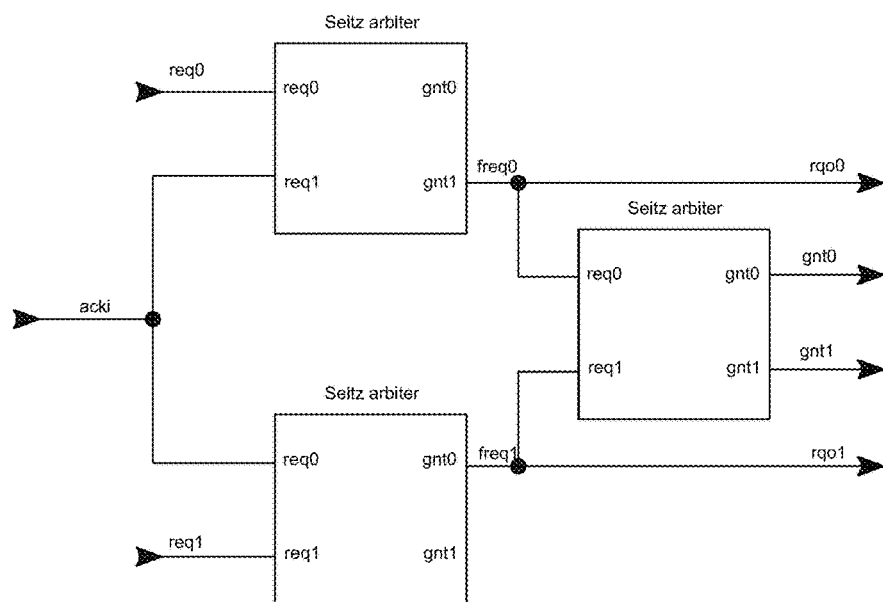 Seitz arbiter
req0
req0 gnt0
req1 gnt1
freq0
rqo0
Seitz arbiter
req0 gnt0
gnt0
acki
gnt1
req1 gnt1
Seitz arbiter
req0 gnt0
freq1
rqo1
req1
req1 gnt1